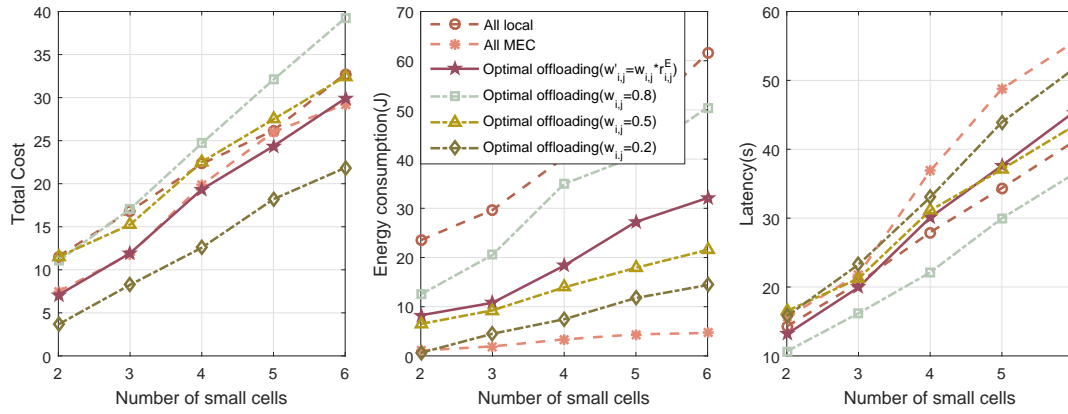 40
35
30
25
20
15
10
5
0
Total Cost
2 3 4 5 6
Number of small cells
70
60
50
40
30
20
10
0
Energy consumption(J)
All local
All MEC
Optimal offloading(w'i,j=wi,j*rEi,j)
Optimal offloading(wi,j=0.8)
Optimal offloading(wi,j=0.5)
Optimal offloading(wi,j=0.2)
2 3 4 5 6
Number of small cells
60
50
40
30
20
10
Latency(s)
2 3 4 5 6
Number of small cells